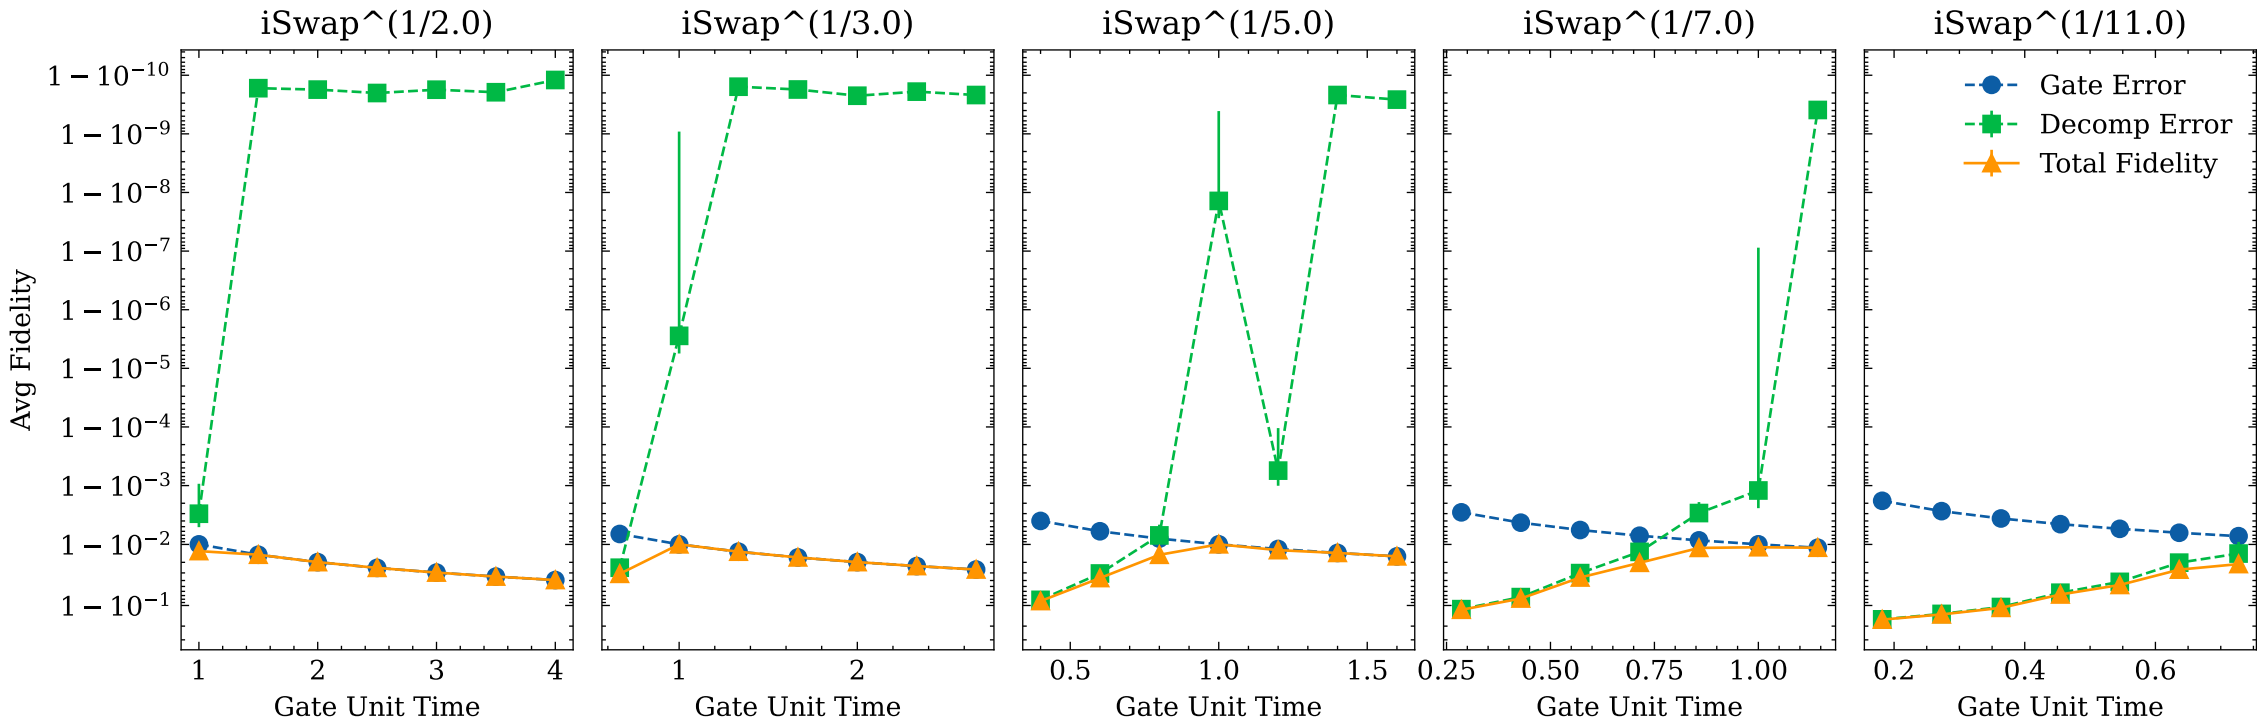 iSwap^(1/2.0)
iSwap^(1/3.0)
iSwap^(1/5.0)
iSwap^(1/7.0)
iSwap^(1/11.0)
Avg Fidelity
1 − 10⁻¹⁰
1 − 10⁻⁹
1 − 10⁻⁸
1 − 10⁻⁷
1 − 10⁻⁶
1 − 10⁻⁵
1 − 10⁻⁴
1 − 10⁻³
1 − 10⁻²
1 − 10⁻¹
Gate Error
Decomp Error
Total Fidelity
1 2 3 4
1 2
0.5 1.0 1.5
0.25 0.50 0.75 1.00
0.2 0.4 0.6
Gate Unit Time
Gate Unit Time
Gate Unit Time
Gate Unit Time
Gate Unit Time